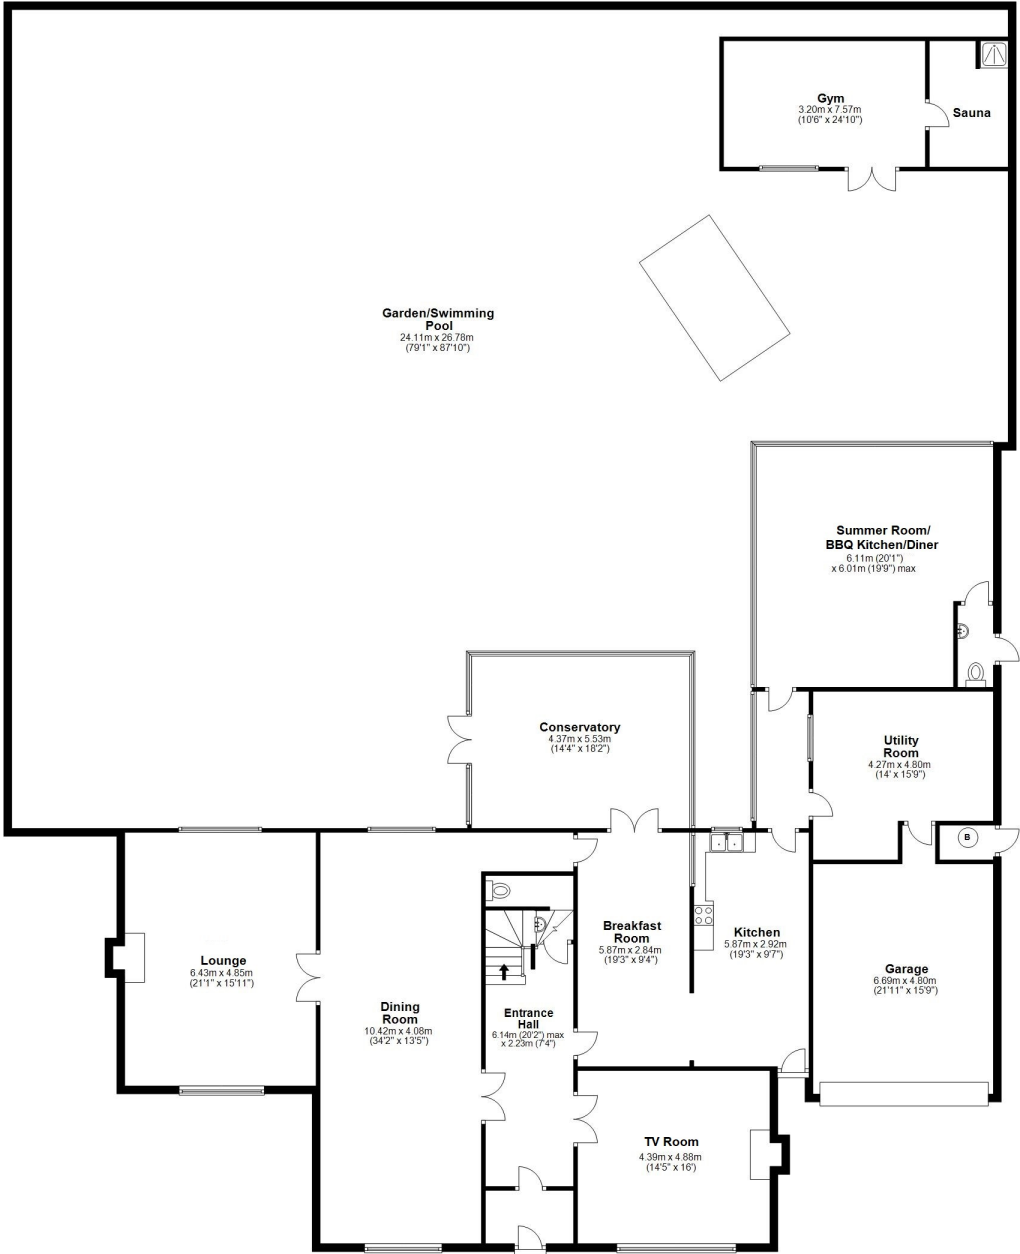 Gym
3.20m x 7.57m
(10'6" x 24'10")
Sauna
Garden/Swimming
Pool
24.11m x 26.78m
(79'1" x 87'10")
Summer Room/
BBQ Kitchen/Diner
6.11m (20'1")
x 6.01m (19'9") max
Conservatory
4.37m x 5.53m
(14'4" x 18'2")
Utility
Room
4.27m x 4.80m
(14' x 15'9")
B
Lounge
6.43m x 4.85m
(21'1" x 15'11")
Dining
Room
10.42m x 4.08m
(34'2" x 13'5")
Entrance
Hall
6.14m (20'2") max
x 2.23m (7'4")
Breakfast
Room
5.87m x 2.84m
(19'3" x 9'4")
Kitchen
5.87m x 2.92m
(19'3" x 9'7")
Garage
6.69m x 4.80m
(21'11" x 15'9")
TV Room
4.39m x 4.88m
(14'5" x 16')